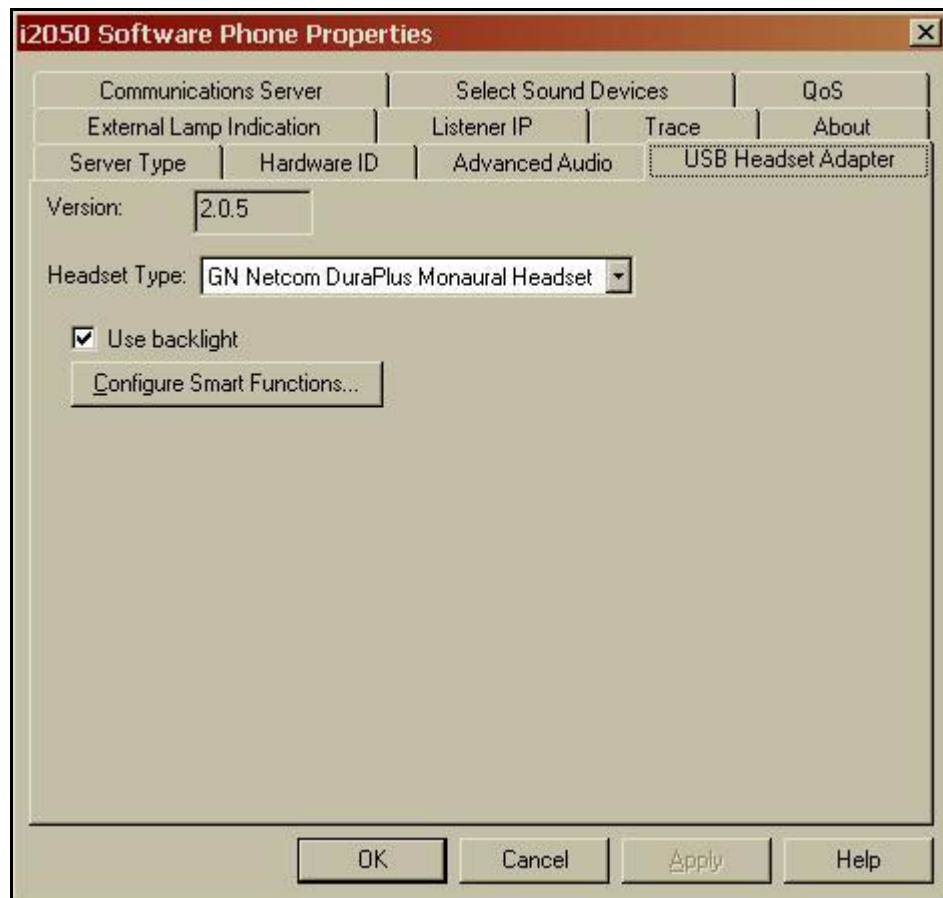 i2050 Software Phone Properties
Communications Server Select Sound Devices QoS
External Lamp Indication Listener IP Trace About
Server Type Hardware ID Advanced Audio USB Headset Adapter
Version: 2.0.5
Headset Type: GN Netcom DuraPlus Monaural Headset
Use backlight
Configure Smart Functions...
OK Cancel Apply Help